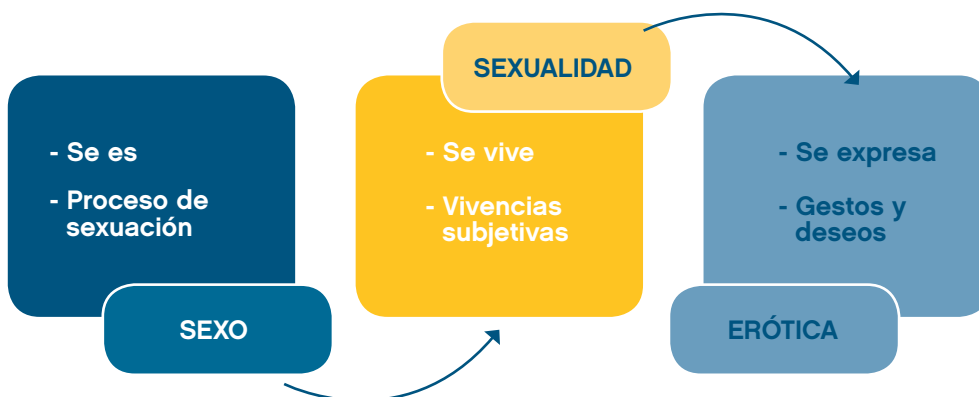 - Se es
- Proceso de
sexuación
SEXO
SEXUALIDAD
- Se vive
- Vivencias
subjetivas
- Se expresa
- Gestos y
deseos
ERÓTICA